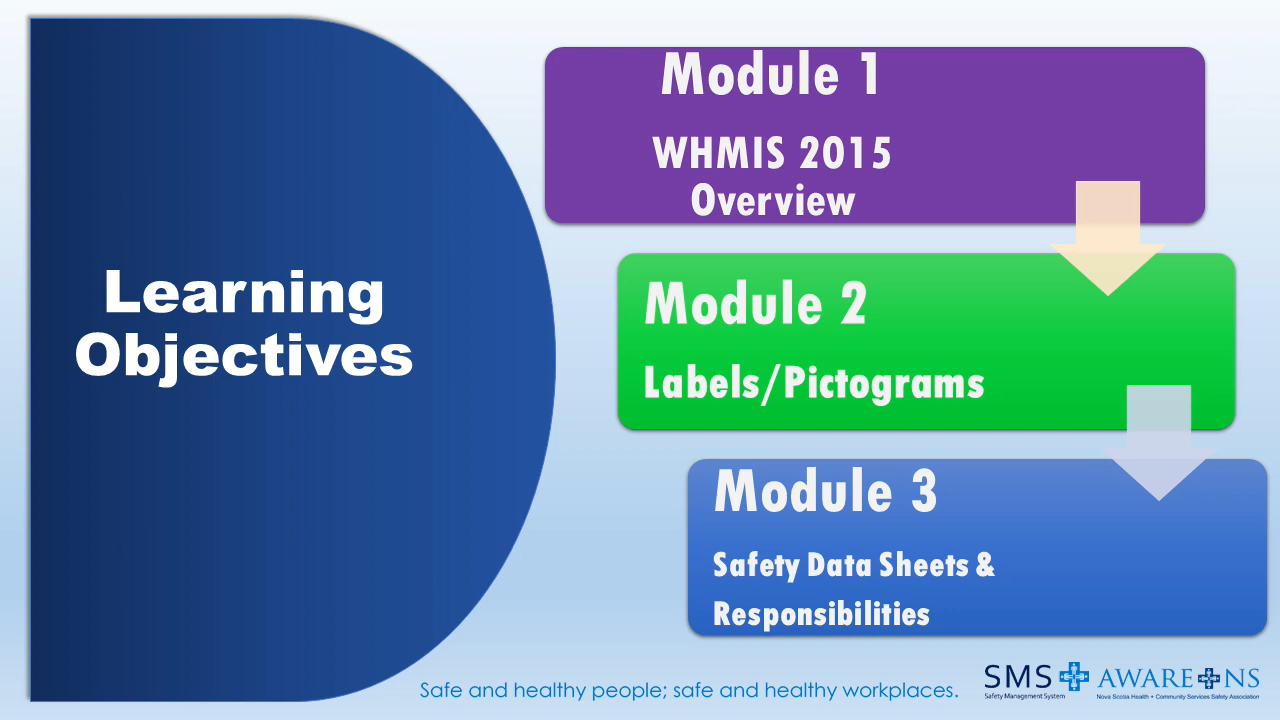 Learning
Objectives
Module 1
WHMIS 2015
Overview
Module 2
Labels/Pictograms
Module 3
Safety Data Sheets &
Responsibilities
Safe and healthy people; safe and healthy workplaces.
SMS
Safety Management System
AWARE-NS
Nova Scotia Health + Community Services Safety Association